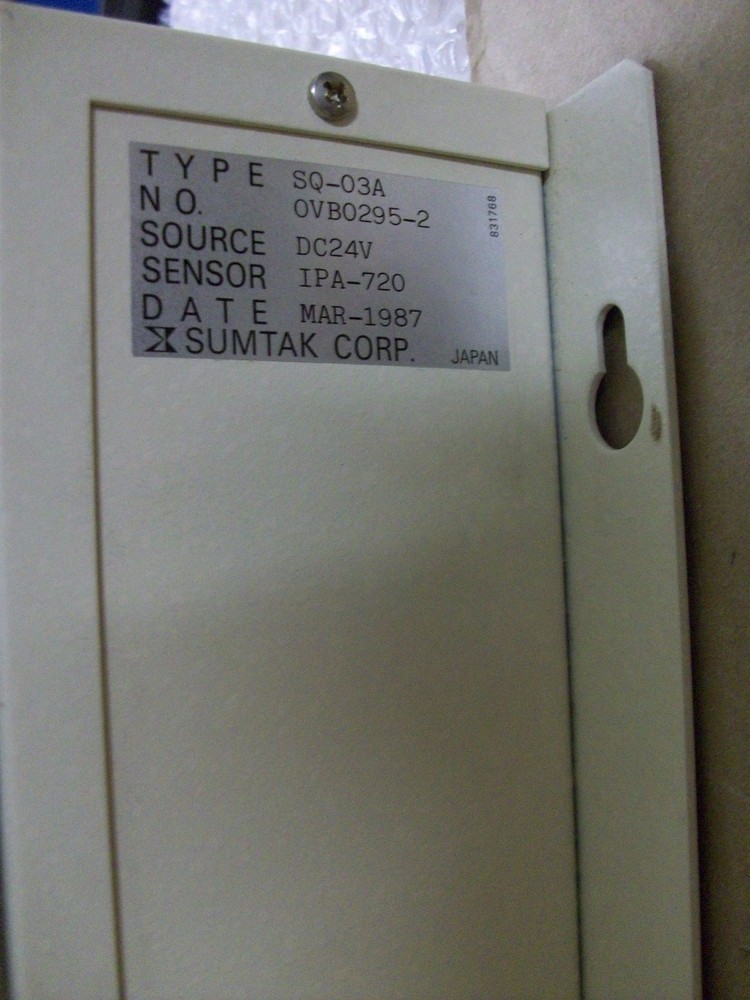 TYPE SQ-03A
NO. OVB0295-2
SOURCE DC24V
SENSOR IPA-720
DATE MAR-1987
SUMTAK CORP. JAPAN
831768